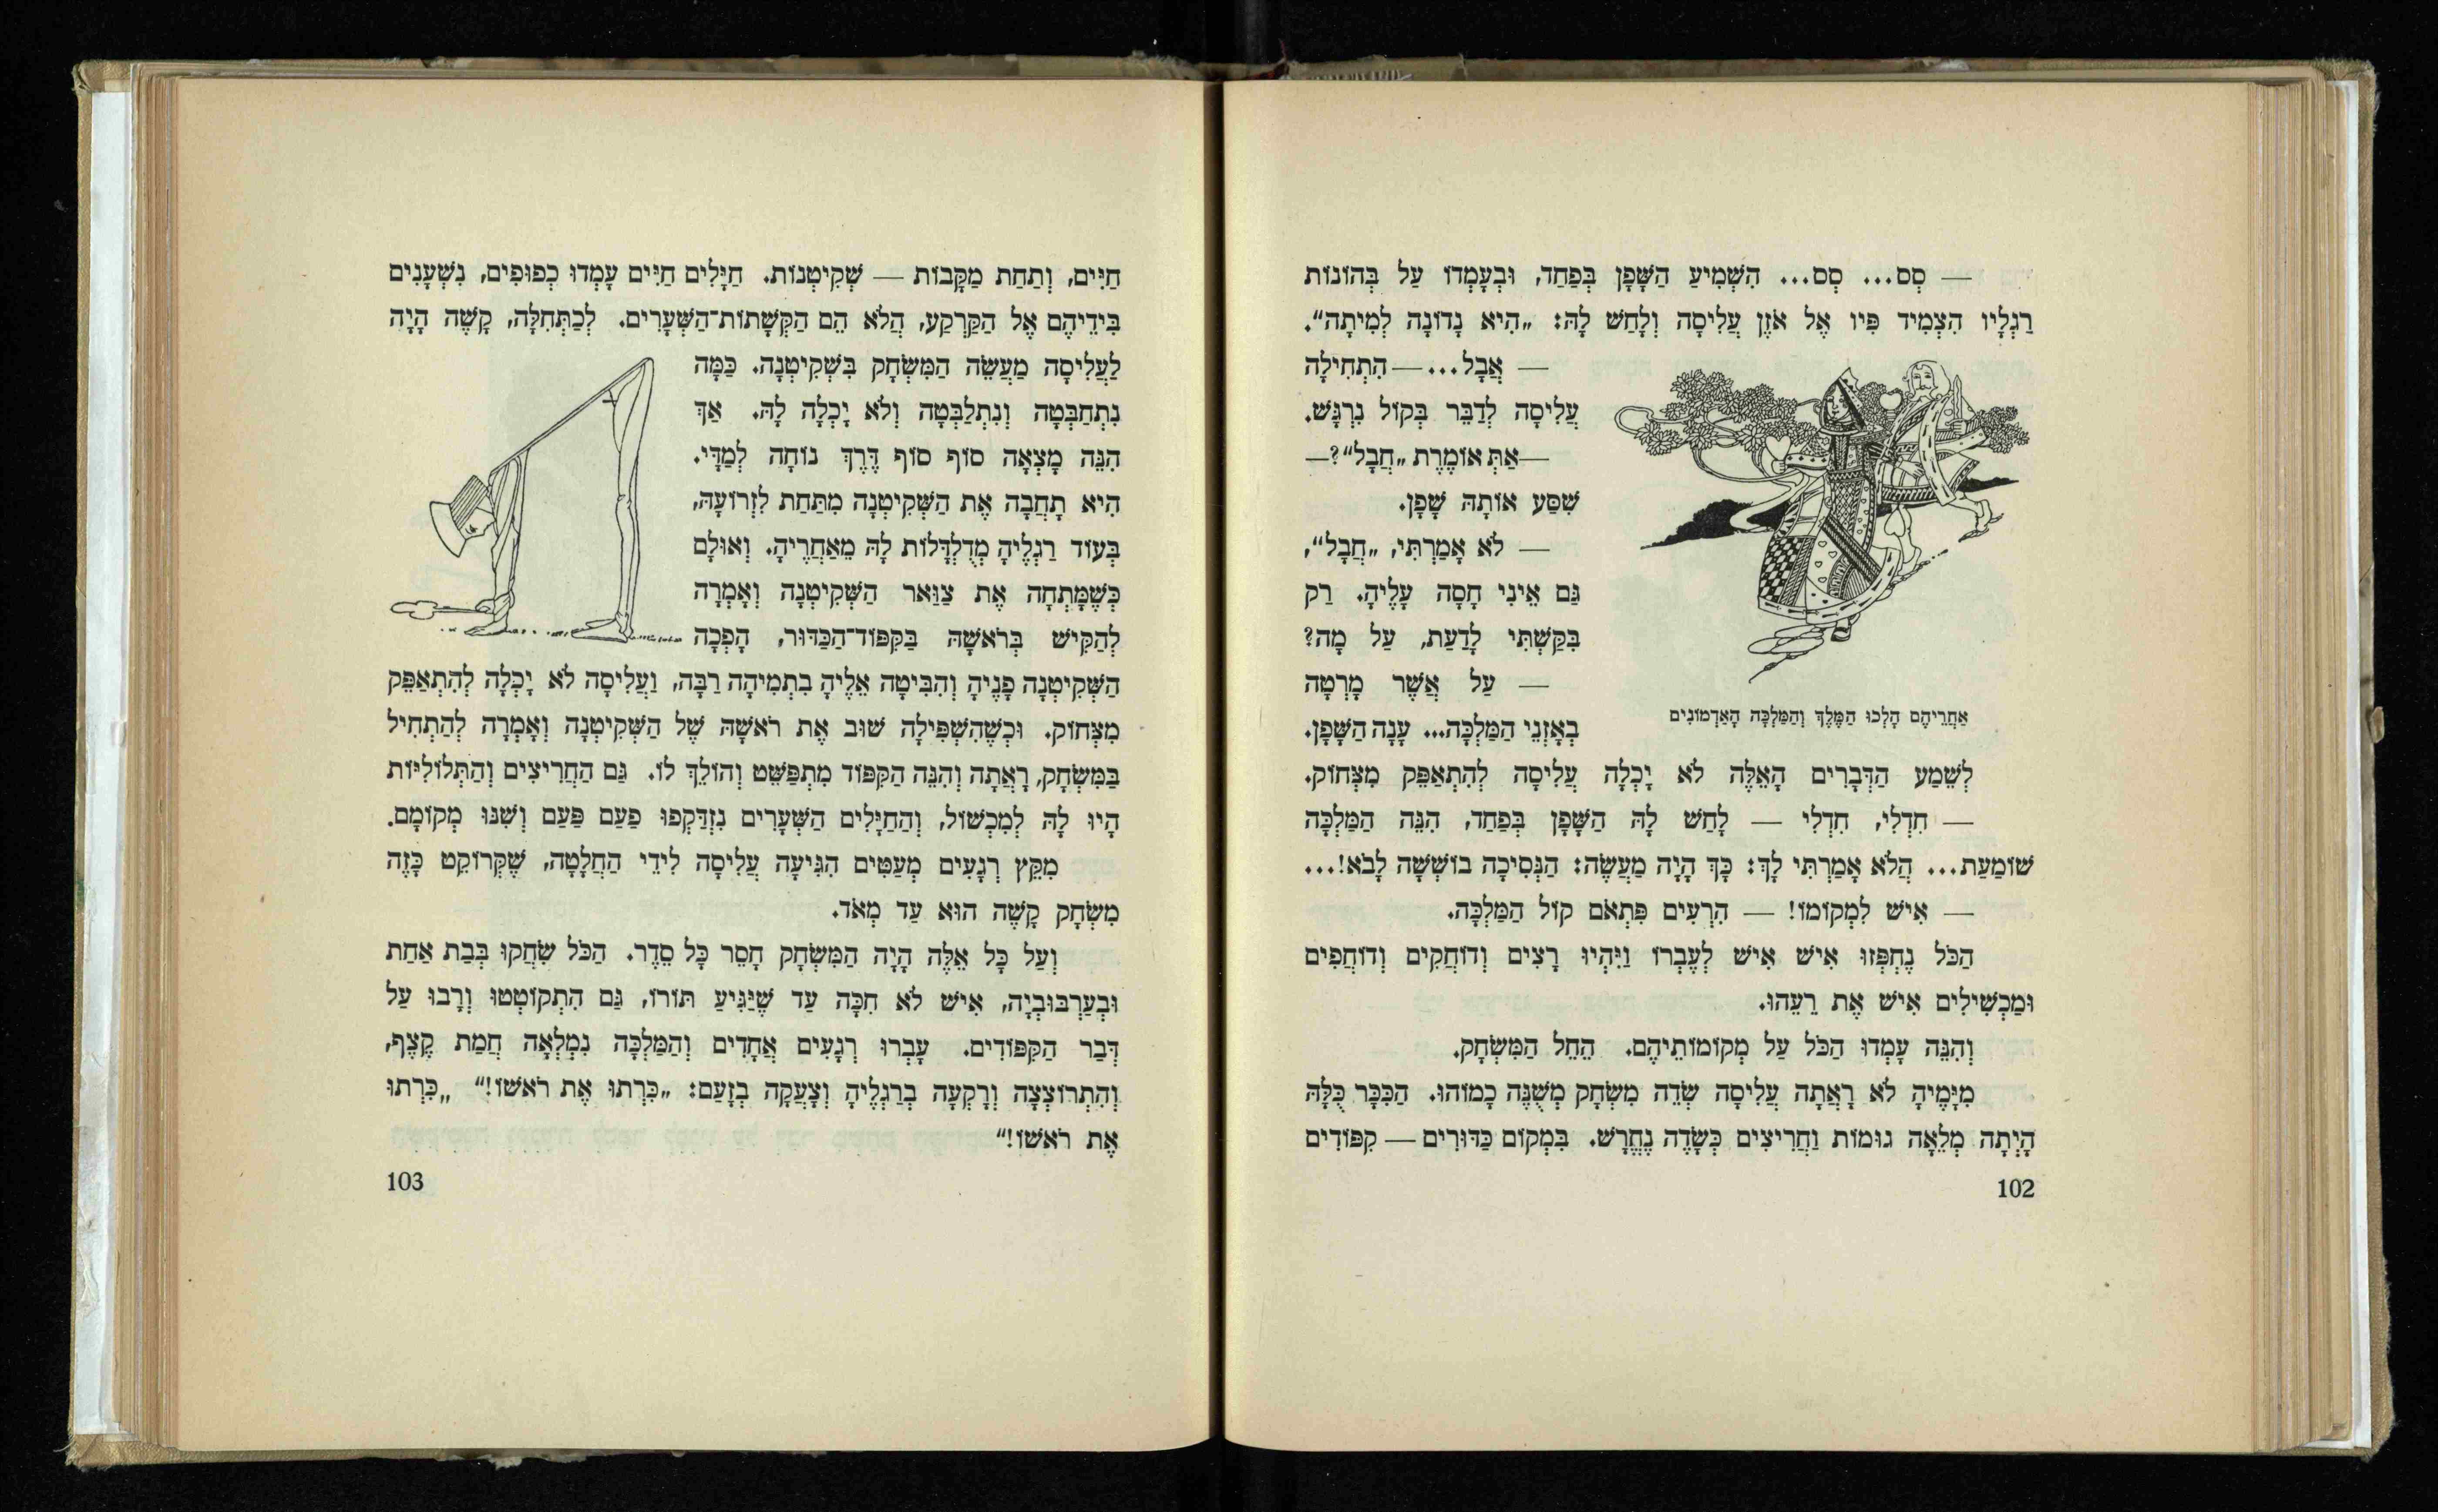 — סְס... סְס... הִשְׁמִיעַ הַשָּׁפָן בְּפַחַד, וּבְעָמְדוֹ עַל בְּהוֹנוֹת
רַגְלָיו הִצְמִיד פִּיו אֶל אֹזֶן עֲלִיסָה וְלָחַשׁ לָהּ: „הִיא נָדוֹנָה לְמִיתָה“.
— אֲבָל... — הִתְחִילָה
עֲלִיסָה לְדַבֵּר בְּקוֹל נִרְגָּשׁ.
— אַתְּ אוֹמֶרֶת „חֲבָל“? —
שִׁסַּע אוֹתָהּ שָׁפָן.
— לֹא אָמַרְתִּי, „חֲבָל“,
גַּם אֵינִי חָסָה עָלֶיהָ. רַק
בִּקַּשְׁתִּי לָדַעַת, עַל מָה?
— עַל אֲשֶׁר מָרְטָה
בְּאָזְנֵי הַמַּלְכָּה... עָנָה הַשָּׁפָן.
אַחֲרֵיהֶם הָלְכוּ הַמֶּלֶךְ וְהַמַּלְכָּה הָאַדְמוֹנִים
לְשֵׁמַע הַדְּבָרִים הָאֵלֶּה לֹא יָכְלָה עֲלִיסָה לְהִתְאַפֵּק מִצְּחוֹק.
— חִדְלִי, חִדְלִי — לָחַשׁ לָהּ הַשָּׁפָן בְּפַחַד, הִנֵּה הַמַּלְכָּה
שׁוֹמַעַת... הֲלֹא אָמַרְתִּי לָךְ: כָּךְ הָיָה מַעֲשֶׂה: הַנְּסִיכָה בּוֹשְׁשָׁה לָבֹא!...
— אִישׁ לִמְקוֹמוֹ! — הִרְעִים פִּתְאֹם קוֹל הַמַּלְכָּה.
הַכֹּל נֶחְפְּזוּ אִישׁ אִישׁ לְעֶבְרוֹ וַיִּהְיוּ רָצִים וְדוֹחֲקִים וְדוֹחֲפִים
וּמַכְשִׁילִים אִישׁ אֶת רֵעֵהוּ.
וְהִנֵּה עָמְדוּ הַכֹּל עַל מְקוֹמוֹתֵיהֶם. הֵחֵל הַמִּשְׂחָק.
מִיָּמֶיהָ לֹא רָאֲתָה עֲלִיסָה שְׂדֵה מִשְׂחָק מְשֻׁנֶּה כָמוֹהוּ. הַכִּכָּר כֻּלָּהּ
הָיְתָה מְלֵאָה גוּמוֹת וַחֲרִיצִים כְּשָׂדֶה נֶחֱרָשׁ. בִּמְקוֹם כַּדּוּרִים — קִפּוֹדִים
102
חַיִּים, וְתַחַת מַקָּבוֹת — שְׁקִיטְנוֹת. חַיָּלִים חַיִּים עָמְדוּ כְפוּפִים, נִשְׁעָנִים
בִּידֵיהֶם אֶל הַקַּרְקַע, הֲלֹא הֵם הַקְּשָׁתוֹת־הַשְּׁעָרִים. לְכַתְּחִלָּה, קָשֶׁה הָיָה
לַעֲלִיסָה מַעֲשֵׂה הַמִּשְׂחָק בִּשְׁקִיטְנָה. כַּמָּה
נִתְחַבְּטָה וְנִתְלַבְּטָה וְלֹא יָכְלָה לָהּ. אַךְ
הִנֵּה מָצְאָה סוֹף סוֹף דֶּרֶךְ נוֹחָה לְמַדָּי.
הִיא תָחֲבָה אֶת הַשְּׁקִיטְנָה מִתַּחַת לִזְרוֹעָהּ,
בְּעוֹד רַגְלֶיהָ מְדֻלְדָּלוֹת לָהּ מֵאַחֲרֶיהָ. וְאוּלָם
כְּשֶׁמָּתְחָה אֶת צַוַּאר הַשְּׁקִיטְנָה וְאָמְרָה
לְהַקִּישׁ בְּרֹאשָׁהּ בַּקִּפּוֹד־הַכַּדּוּר, הָפְכָה
הַשְּׁקִיטְנָה פָנֶיהָ וְהִבִּיטָה אֵלֶיהָ בִתְמִיהָה רַבָּה, וַעֲלִיסָה לֹא יָכְלָה לְהִתְאַפֵּק
מִצְּחוֹק. וּכְשֶׁהִשְׁפִּילָה שׁוּב אֶת רֹאשָׁהּ שֶׁל הַשְּׁקִיטְנָה וְאָמְרָה לְהַתְחִיל
בַּמִּשְׂחָק, רָאֲתָה וְהִנֵּה הַקִּפּוֹד מִתְפַּשֵּׁט וְהוֹלֵךְ לוֹ. גַּם הַחֲרִיצִים וְהַתְּלוֹלִיּוֹת
הָיוּ לָהּ לְמִכְשׁוֹל, וְהַחַיָּלִים הַשְּׁעָרִים נִזְדַּקְּפוּ פַּעַם פַּעַם וְשִׁנּוּ מְקוֹמָם.
מִקֵּץ רְגָעִים מְעַטִּים הִגִּיעָה עֲלִיסָה לִידֵי הַחְלָטָה, שֶׁקְּרוֹקֵט כָּזֶה
מִשְׂחָק קָשֶׁה הוּא עַד מְאֹד.
וְעַל כָּל אֵלֶּה הָיָה הַמִּשְׂחָק חֲסַר כָּל סֵדֶר. הַכֹּל שִׂחֲקוּ בְּבַת אַחַת
וּבְעִרְבּוּבְיָה, אִישׁ לֹא חִכָּה עַד שֶׁיַּגִּיעַ תּוֹרוֹ, גַּם הִתְקוֹטְטוּ וְרָבוּ עַל
דְּבַר הַקִּפּוֹדִים. עָבְרוּ רְגָעִים אֲחָדִים וְהַמַּלְכָּה נִמְלְאָה חֲמַת קֶצֶף,
וְהִתְרוֹצְצָה וְרָקְעָה בְרַגְלֶיהָ וְצָעֲקָה בְזָעַם: „כִּרְתוּ אֶת רֹאשׁוֹ!“ „כִּרְתוּ
אֶת רֹאשׁוֹ!“
103